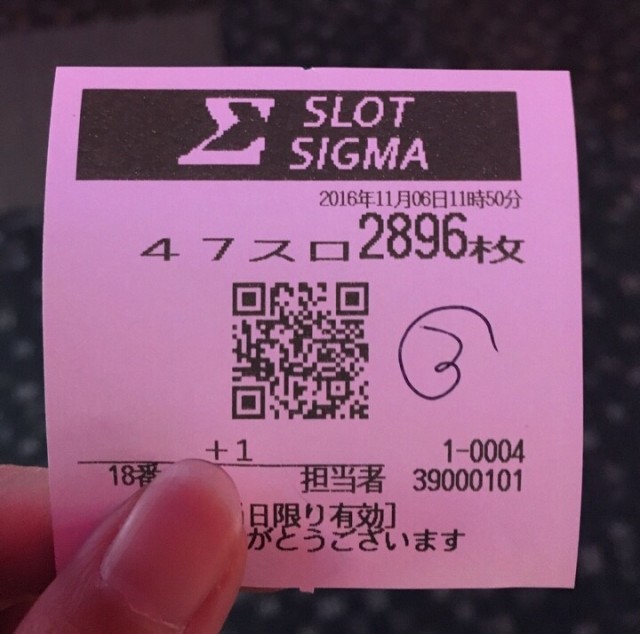 Σ SLOT
SIGMA
2016年11月06日11時50分
47スロ2896枚
3
+1 1-0004
18番 担当者 39000101
日限り有効]
がとうございます